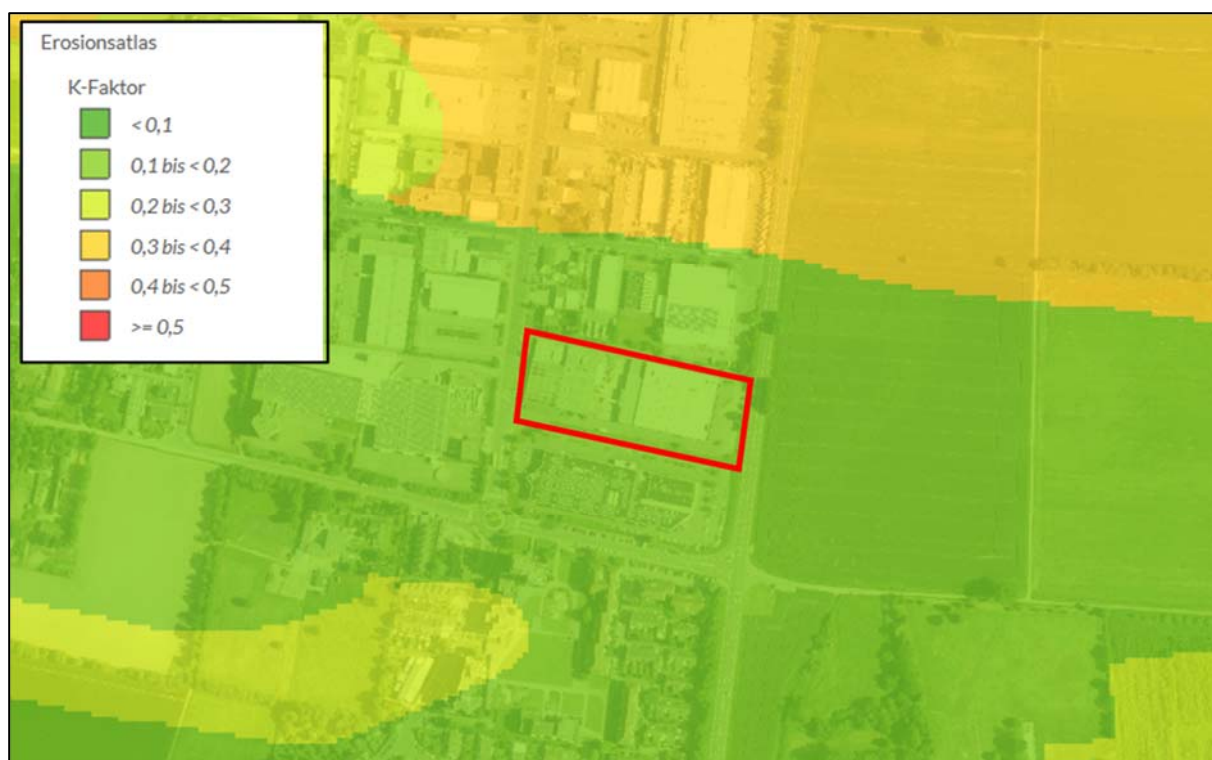 Erosionsatlas
K-Faktor
< 0,1
0,1 bis < 0,2
0,2 bis < 0,3
0,3 bis < 0,4
0,4 bis < 0,5
>= 0,5